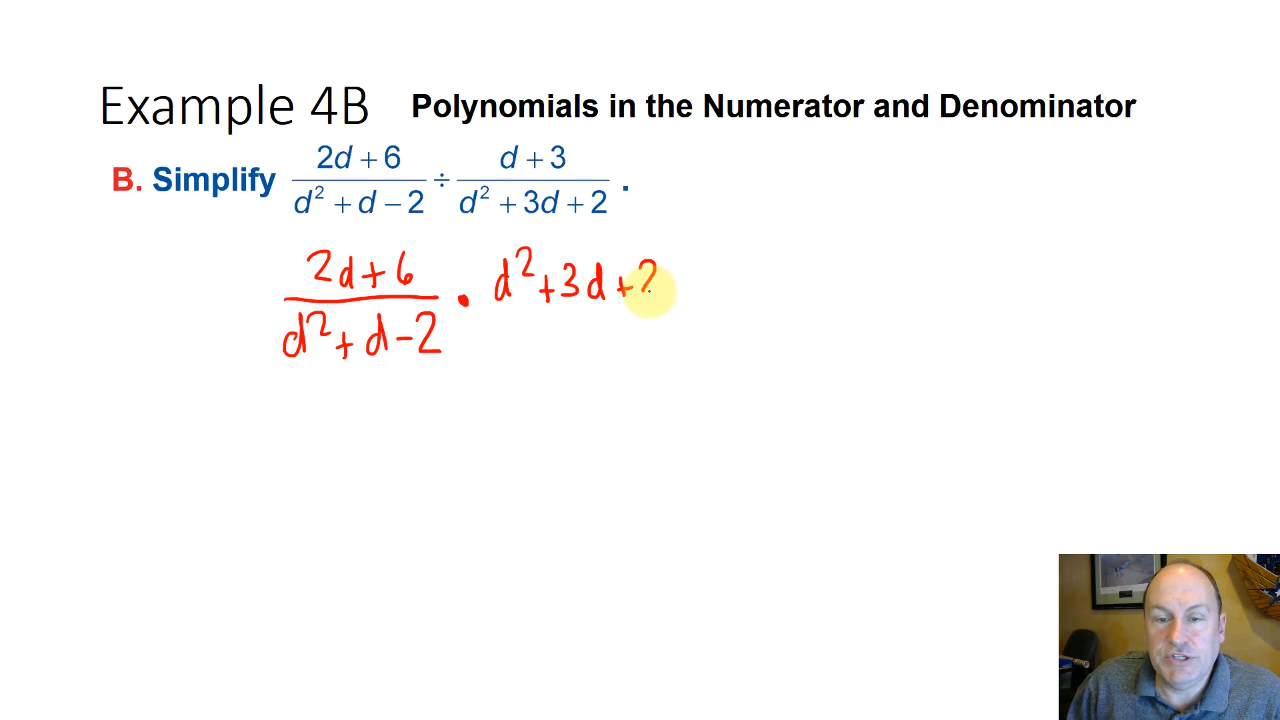 Example 4B Polynomials in the Numerator and Denominator
B. Simplify (2d + 6)/(d² + d − 2) ÷ (d + 3)/(d² + 3d + 2) .
(2d + 6)/(d² + d − 2) · d² + 3d + 2